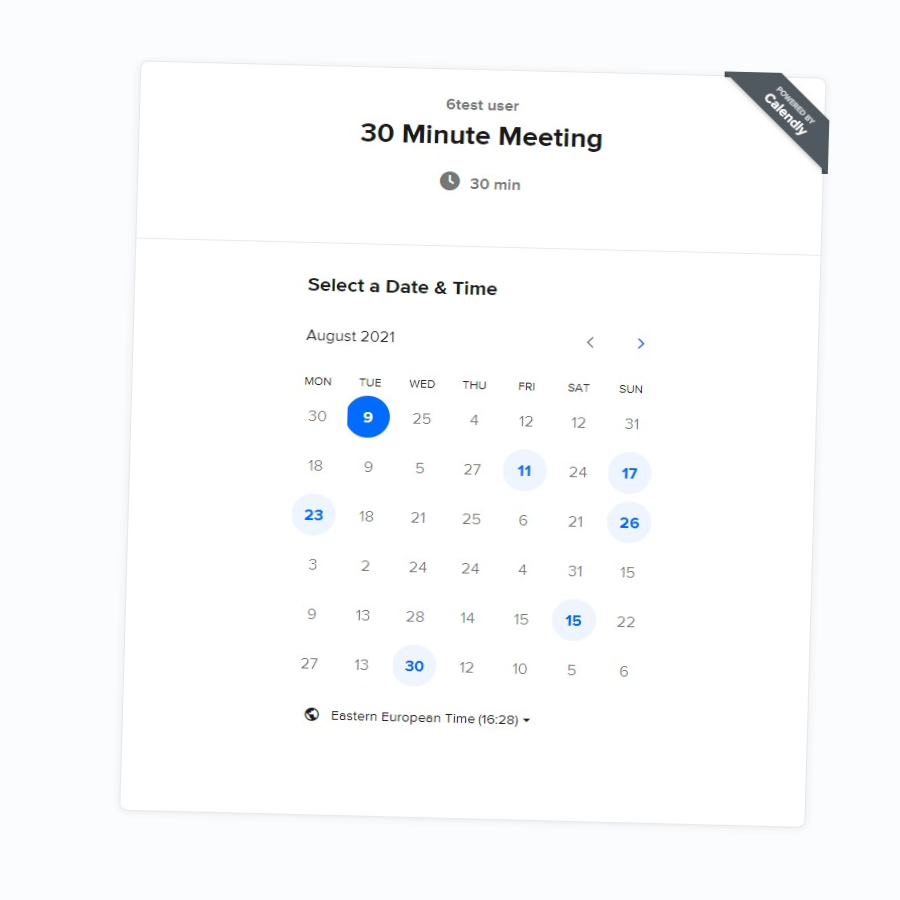 6test user
30 Minute Meeting
30 min
POWERED BY
Calendly
Select a Date & Time
August 2021
MON TUE WED THU FRI SAT SUN
30 9 25 4 12 12 31
18 9 5 27 11 24 17
23 18 21 25 6 21 26
3 2 24 24 4 31 15
9 13 28 14 15 15 22
27 13 30 12 10 5 6
Eastern European Time (16:28)